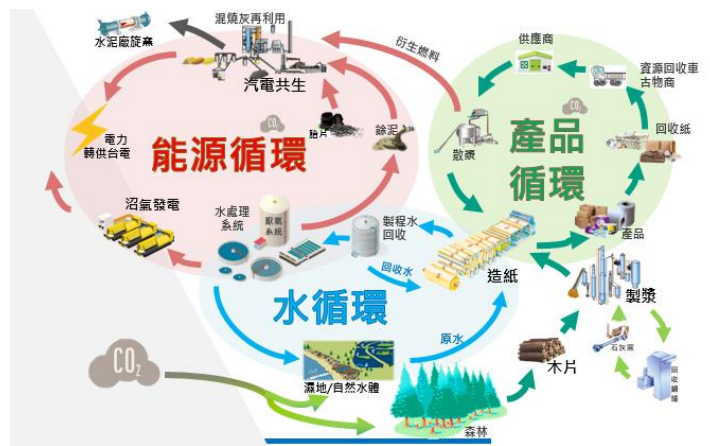 混燒灰再利用
水泥廠旋窯
汽電共生
衍生燃料
供應商
資源回收車
古物商
CO2
CO2
電力
轉供台電
胎片
餘泥
散漿
回收紙
能源循環
產品
循環
沼氣發電
水處理
系統
厭氧
系統
製程水
回收
產品
回收水
造紙
製漿
水循環
原水
石灰窯
回收鍋爐
CO2
濕地/自然水體
木片
森林